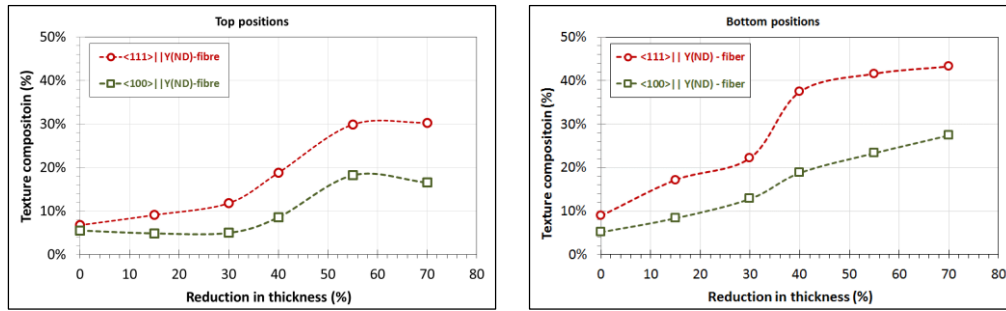 Top positions
50%
40%
30%
20%
10%
0%
Texture compositoin (%)
<111>||Y(ND)-fibre
<100>||Y(ND)-fibre
0 10 20 30 40 50 60 70 80
Reduction in thickness (%)
Bottom positions
50%
40%
30%
20%
10%
0%
Texture compositoin (%)
<111>|| Y(ND) - fiber
<100>|| Y(ND) - fiber
0 10 20 30 40 50 60 70 80
Reduction in thickness (%)